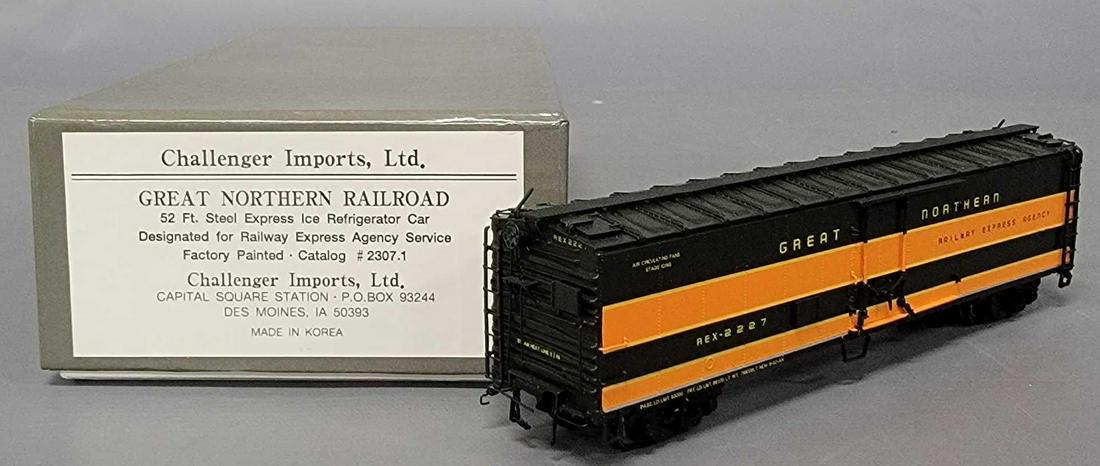 Challenger Imports, Ltd.
GREAT NORTHERN RAILROAD
52 Ft. Steel Express Ice Refrigerator Car
Designated for Railway Express Agency Service
Factory Painted · Catalog #2307.1
Challenger Imports, Ltd.
CAPITAL SQUARE STATION · P.O.BOX 93244
DES MOINES, IA 50393
MADE IN KOREA
GREAT NORTHERN
RAILWAY EXPRESS AGENCY
AIR CIRCULATING FANS
STAGE ICING
REX-2227